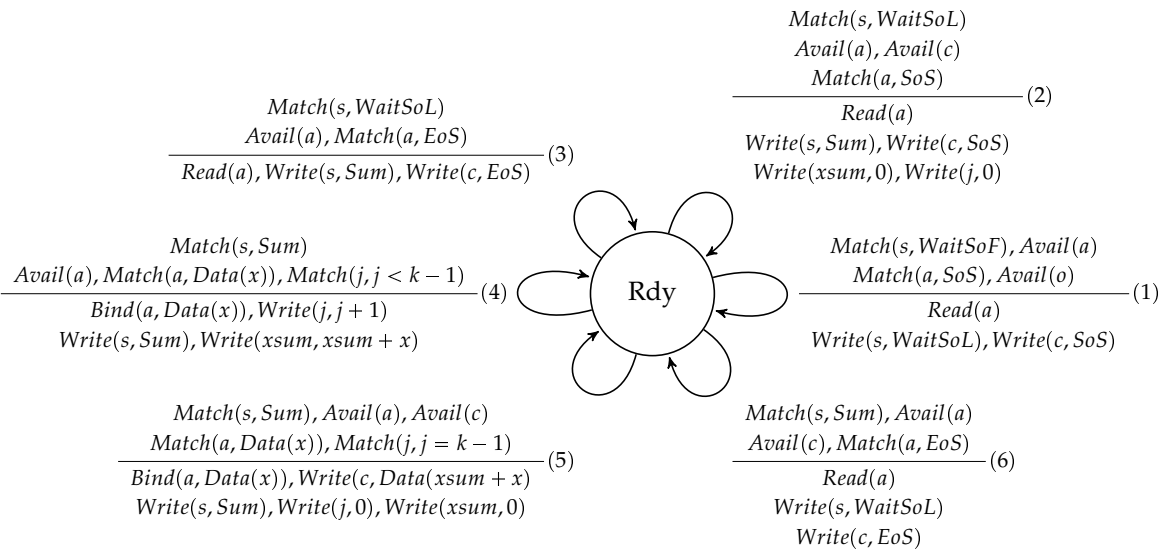 Match(s, WaitSoL)
Avail(a), Avail(c)
Match(a, SoS)
(2)
Read(a)
Write(s, Sum), Write(c, SoS)
Write(xsum, 0), Write(j, 0)
Match(s, WaitSoL)
Avail(a), Match(a, EoS)
(3)
Read(a), Write(s, Sum), Write(c, EoS)
Match(s, Sum)
Avail(a), Match(a, Data(x)), Match(j, j < k − 1)
(4)
Bind(a, Data(x)), Write(j, j + 1)
Write(s, Sum), Write(xsum, xsum + x)
Rdy
Match(s, WaitSoF), Avail(a)
Match(a, SoS), Avail(o)
(1)
Read(a)
Write(s, WaitSoL), Write(c, SoS)
Match(s, Sum), Avail(a), Avail(c)
Match(a, Data(x)), Match(j, j = k − 1)
(5)
Bind(a, Data(x)), Write(c, Data(xsum + x)
Write(s, Sum), Write(j, 0), Write(xsum, 0)
Match(s, Sum), Avail(a)
Avail(c), Match(a, EoS)
(6)
Read(a)
Write(s, WaitSoL)
Write(c, EoS)